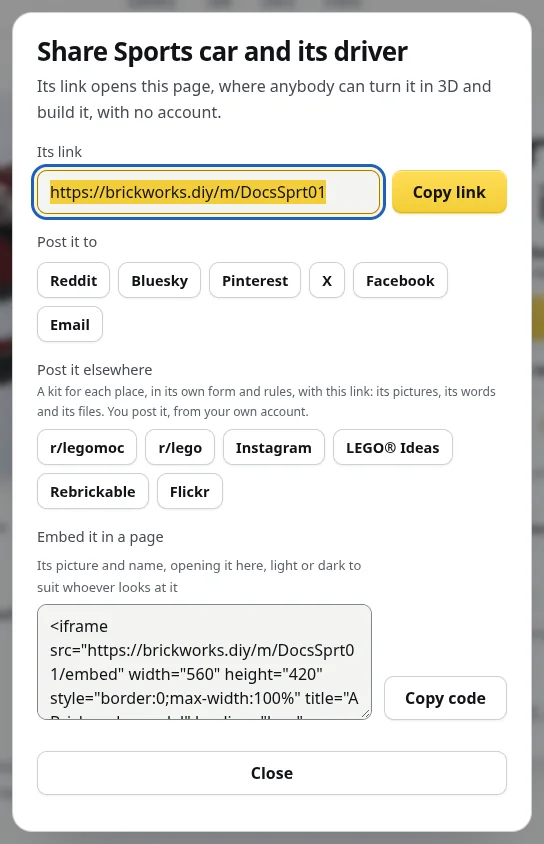 Share Sports car and its driver
Its link opens this page, where anybody can turn it in 3D and
build it, with no account.
Its link
https://brickworks.diy/m/DocsSprt01
Copy link
Post it to
Reddit
Bluesky
Pinterest
X
Facebook
Email
Post it elsewhere
A kit for each place, in its own form and rules, with this link: its pictures, its words
and its files. You post it, from your own account.
r/legomoc
r/lego
Instagram
LEGO® Ideas
Rebrickable
Flickr
Embed it in a page
Its picture and name, opening it here, light or dark to
suit whoever looks at it
<iframe
src="https://brickworks.diy/m/DocsSprt0
1/embed" width="560" height="420"
style="border:0;max-width:100%" title="A
Copy code
Close